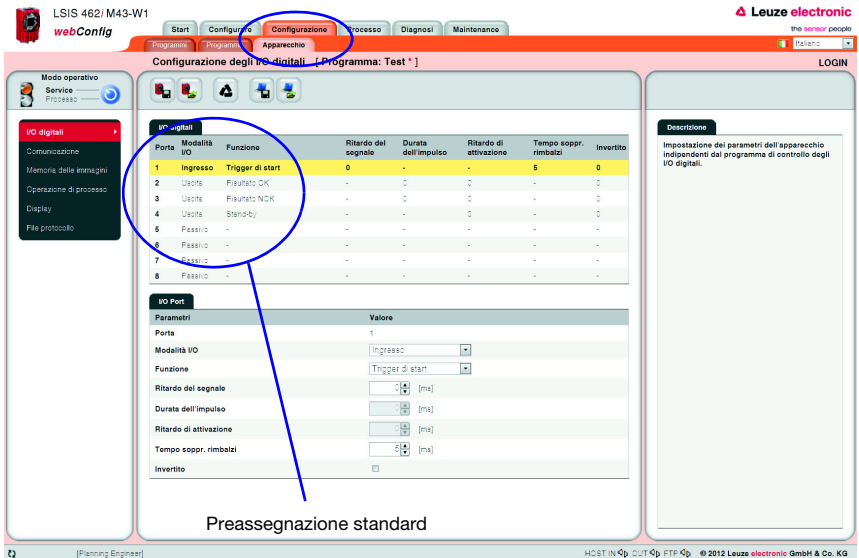 LSIS 462i M43-W1
webConfig
Leuze electronic
the sensor people
Start Configurare Configurazione Processo Diagnosi Maintenance
Programmi Apparecchio
Italiano
Configurazione degli I/O digitali [ Programma: Test * ]
LOGIN
Modo operativo
Service
Processo
I/O digitali
Comunicazione
Memoria delle immagini
Operazione di processo
Display
File protocollo
I/O digitali
Porta Modalità I/O Funzione Ritardo del segnale Durata dell'impulso Ritardo di attivazione Tempo soppr. rimbalzi Invertito
1 Ingresso Trigger di start 0 - - 5 0
2 Uscita Risultato OK - 0 0 - 0
3 Uscita Risultato NOK - 0 0 - 0
4 Uscita Stand-by - - 0 - 0
5 Passivo - - - - - -
6 Passivo - - - - - -
7 Passivo - - - - - -
8 Passivo - - - - - -
I/O Port
Parametri Valore
Porta 1
Modalità I/O Ingresso
Funzione Trigger di start
Ritardo del segnale 0 [ms]
Durata dell'impulso 0 [ms]
Ritardo di attivazione 0 [ms]
Tempo soppr. rimbalzi 5 [ms]
Invertito
Descrizione
Impostazione dei parametri dell'apparecchio
indipendenti dal programma di controllo degli
I/O digitali.
Preassegnazione standard
[Planning Engineer]
HOST IN OUT FTP © 2012 Leuze electronic GmbH & Co. KG